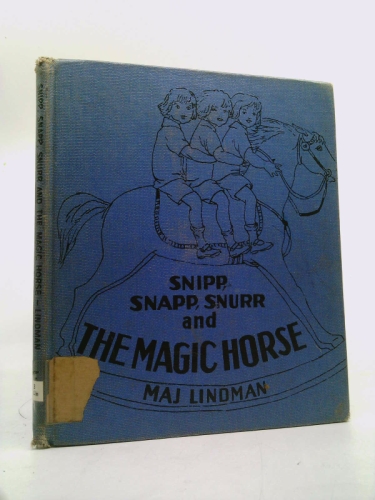 SNIPP,
SNAPP, SNURR
and
THE MAGIC HORSE
MAJ LINDMAN
SNIPP, SNAPP, SNURR AND THE MAGIC HORSE — LINDMAN